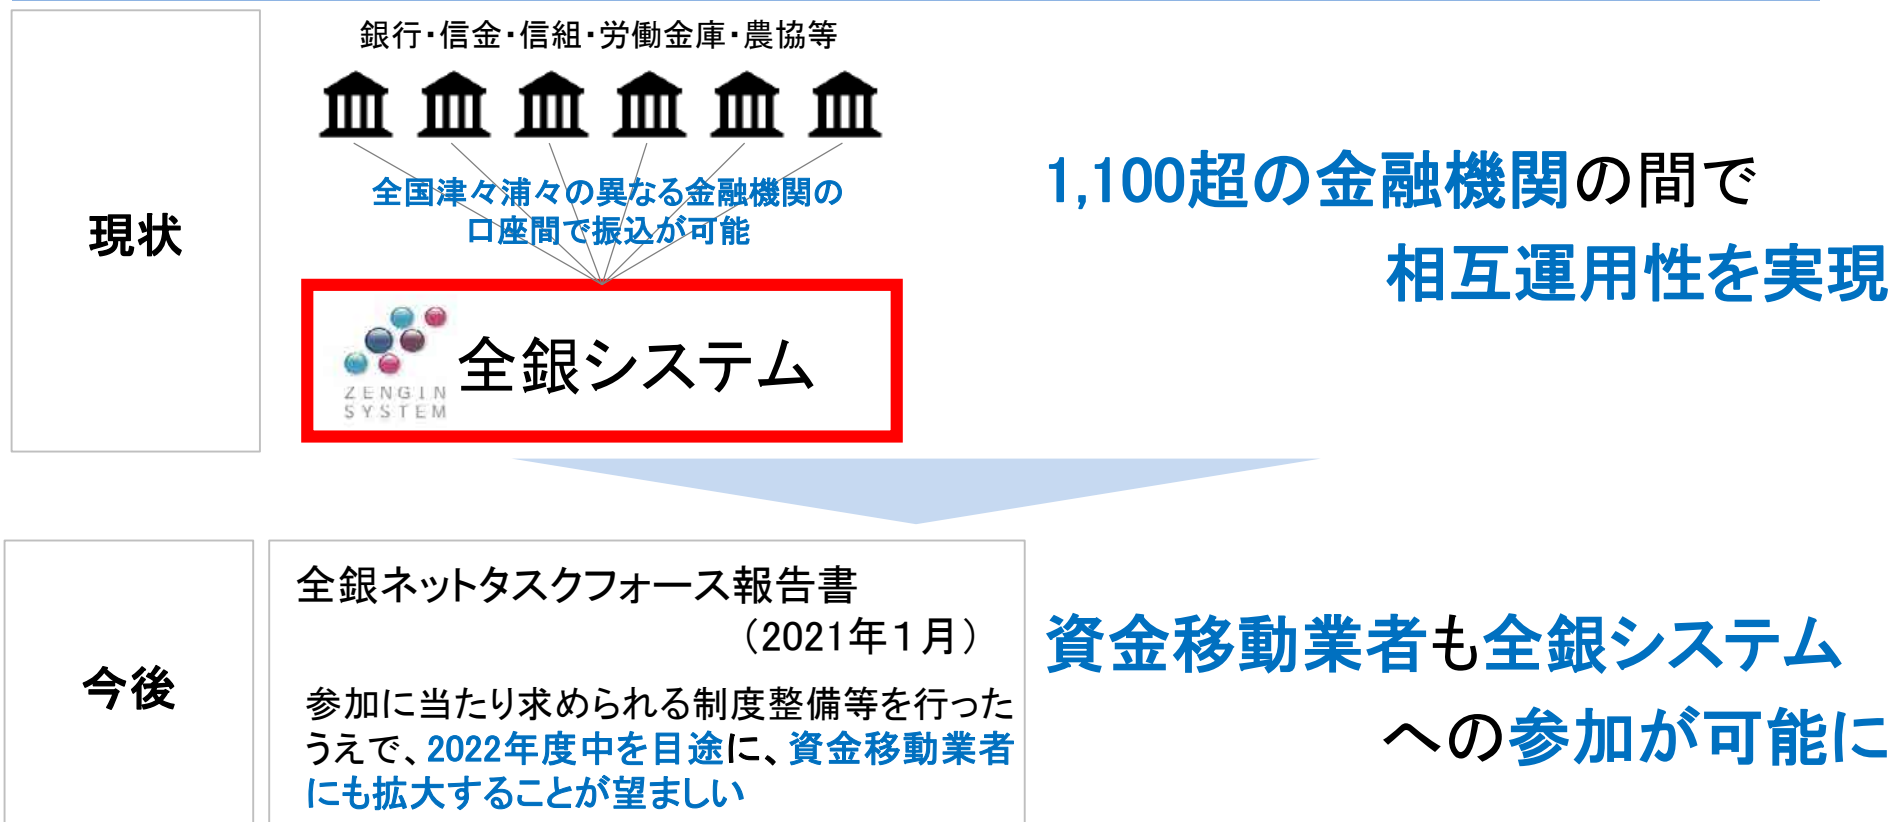 銀行・信金・信組・労働金庫・農協等
全国津々浦々の異なる金融機関の
口座間で振込が可能
現状
ZENGIN
SYSTEM
全銀システム
1,100超の金融機関の間で
相互運用性を実現
今後
全銀ネットタスクフォース報告書
（2021年１月）
参加に当たり求められる制度整備等を行った
うえで、2022年度中を目途に、資金移動業者
にも拡大することが望ましい
資金移動業者も全銀システム
への参加が可能に